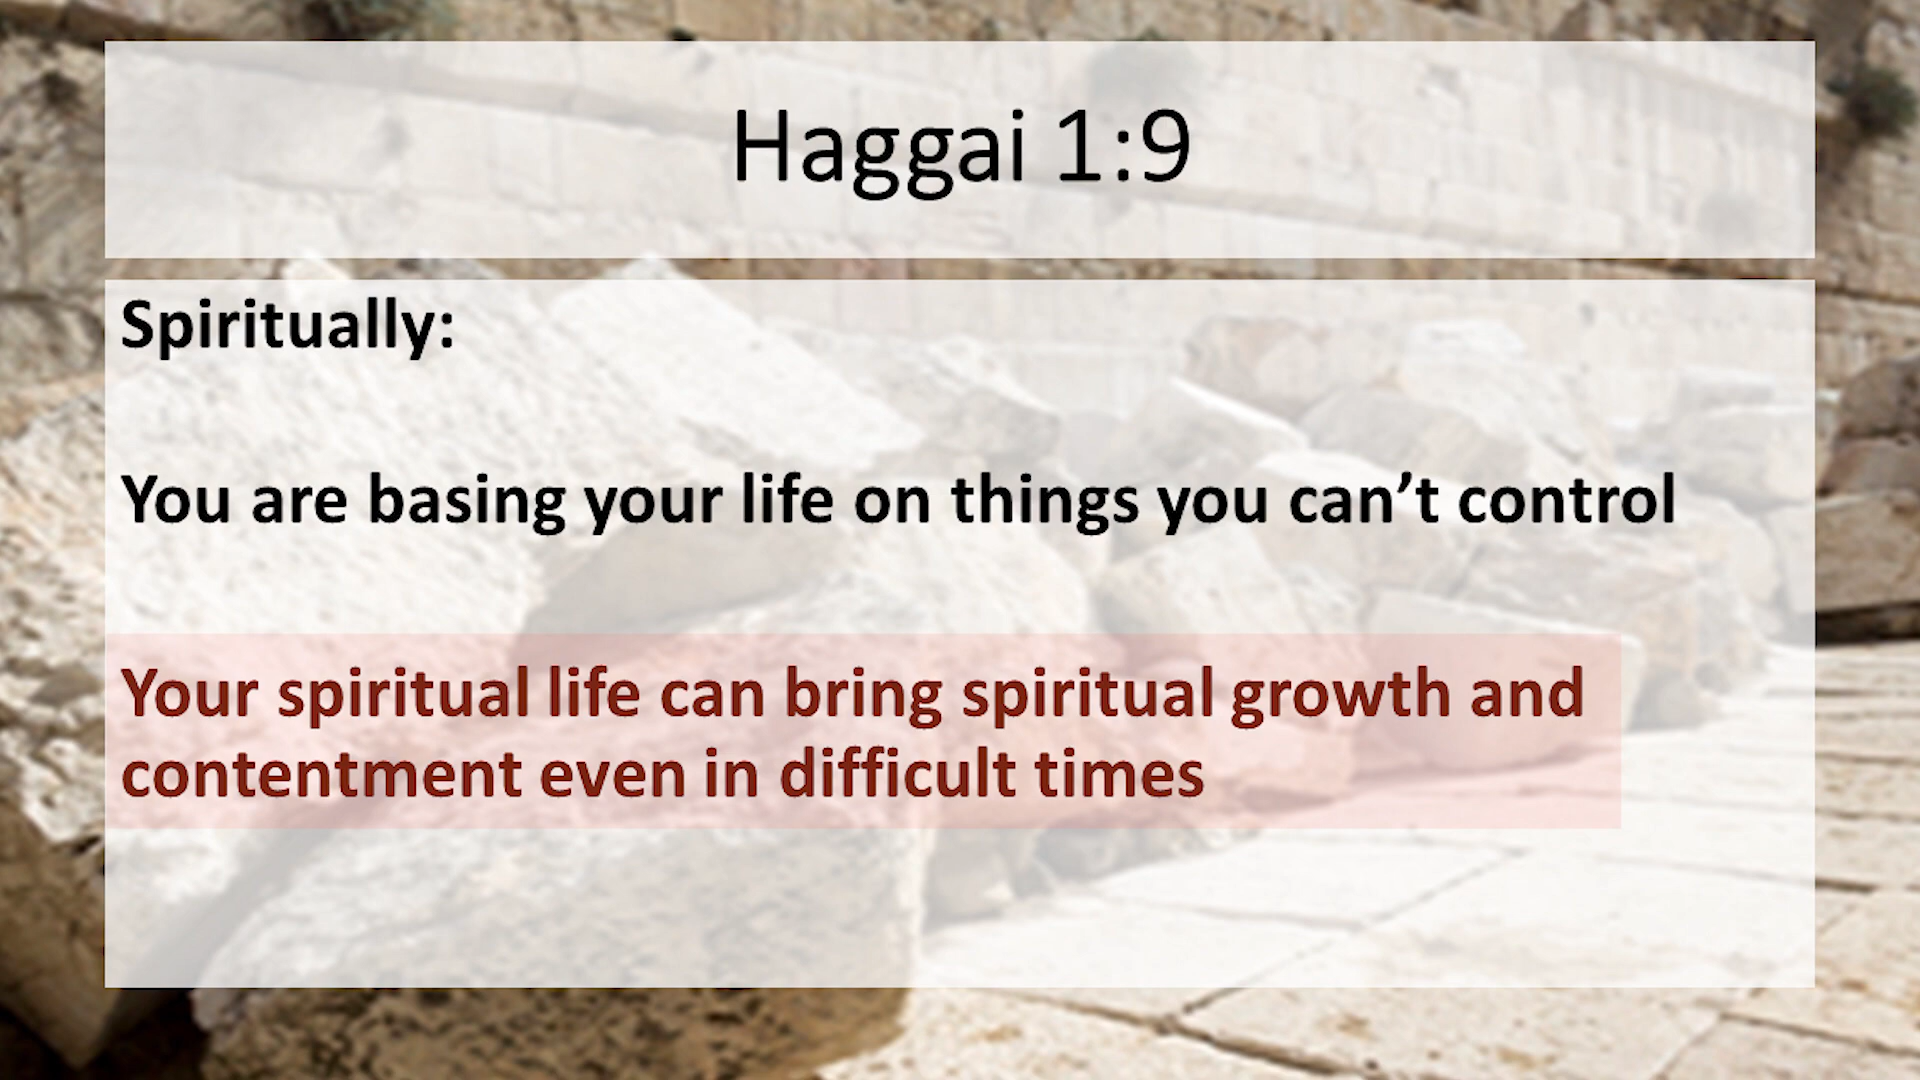 Haggai 1:9
Spiritually:
You are basing your life on things you can’t control
Your spiritual life can bring spiritual growth and
contentment even in difficult times